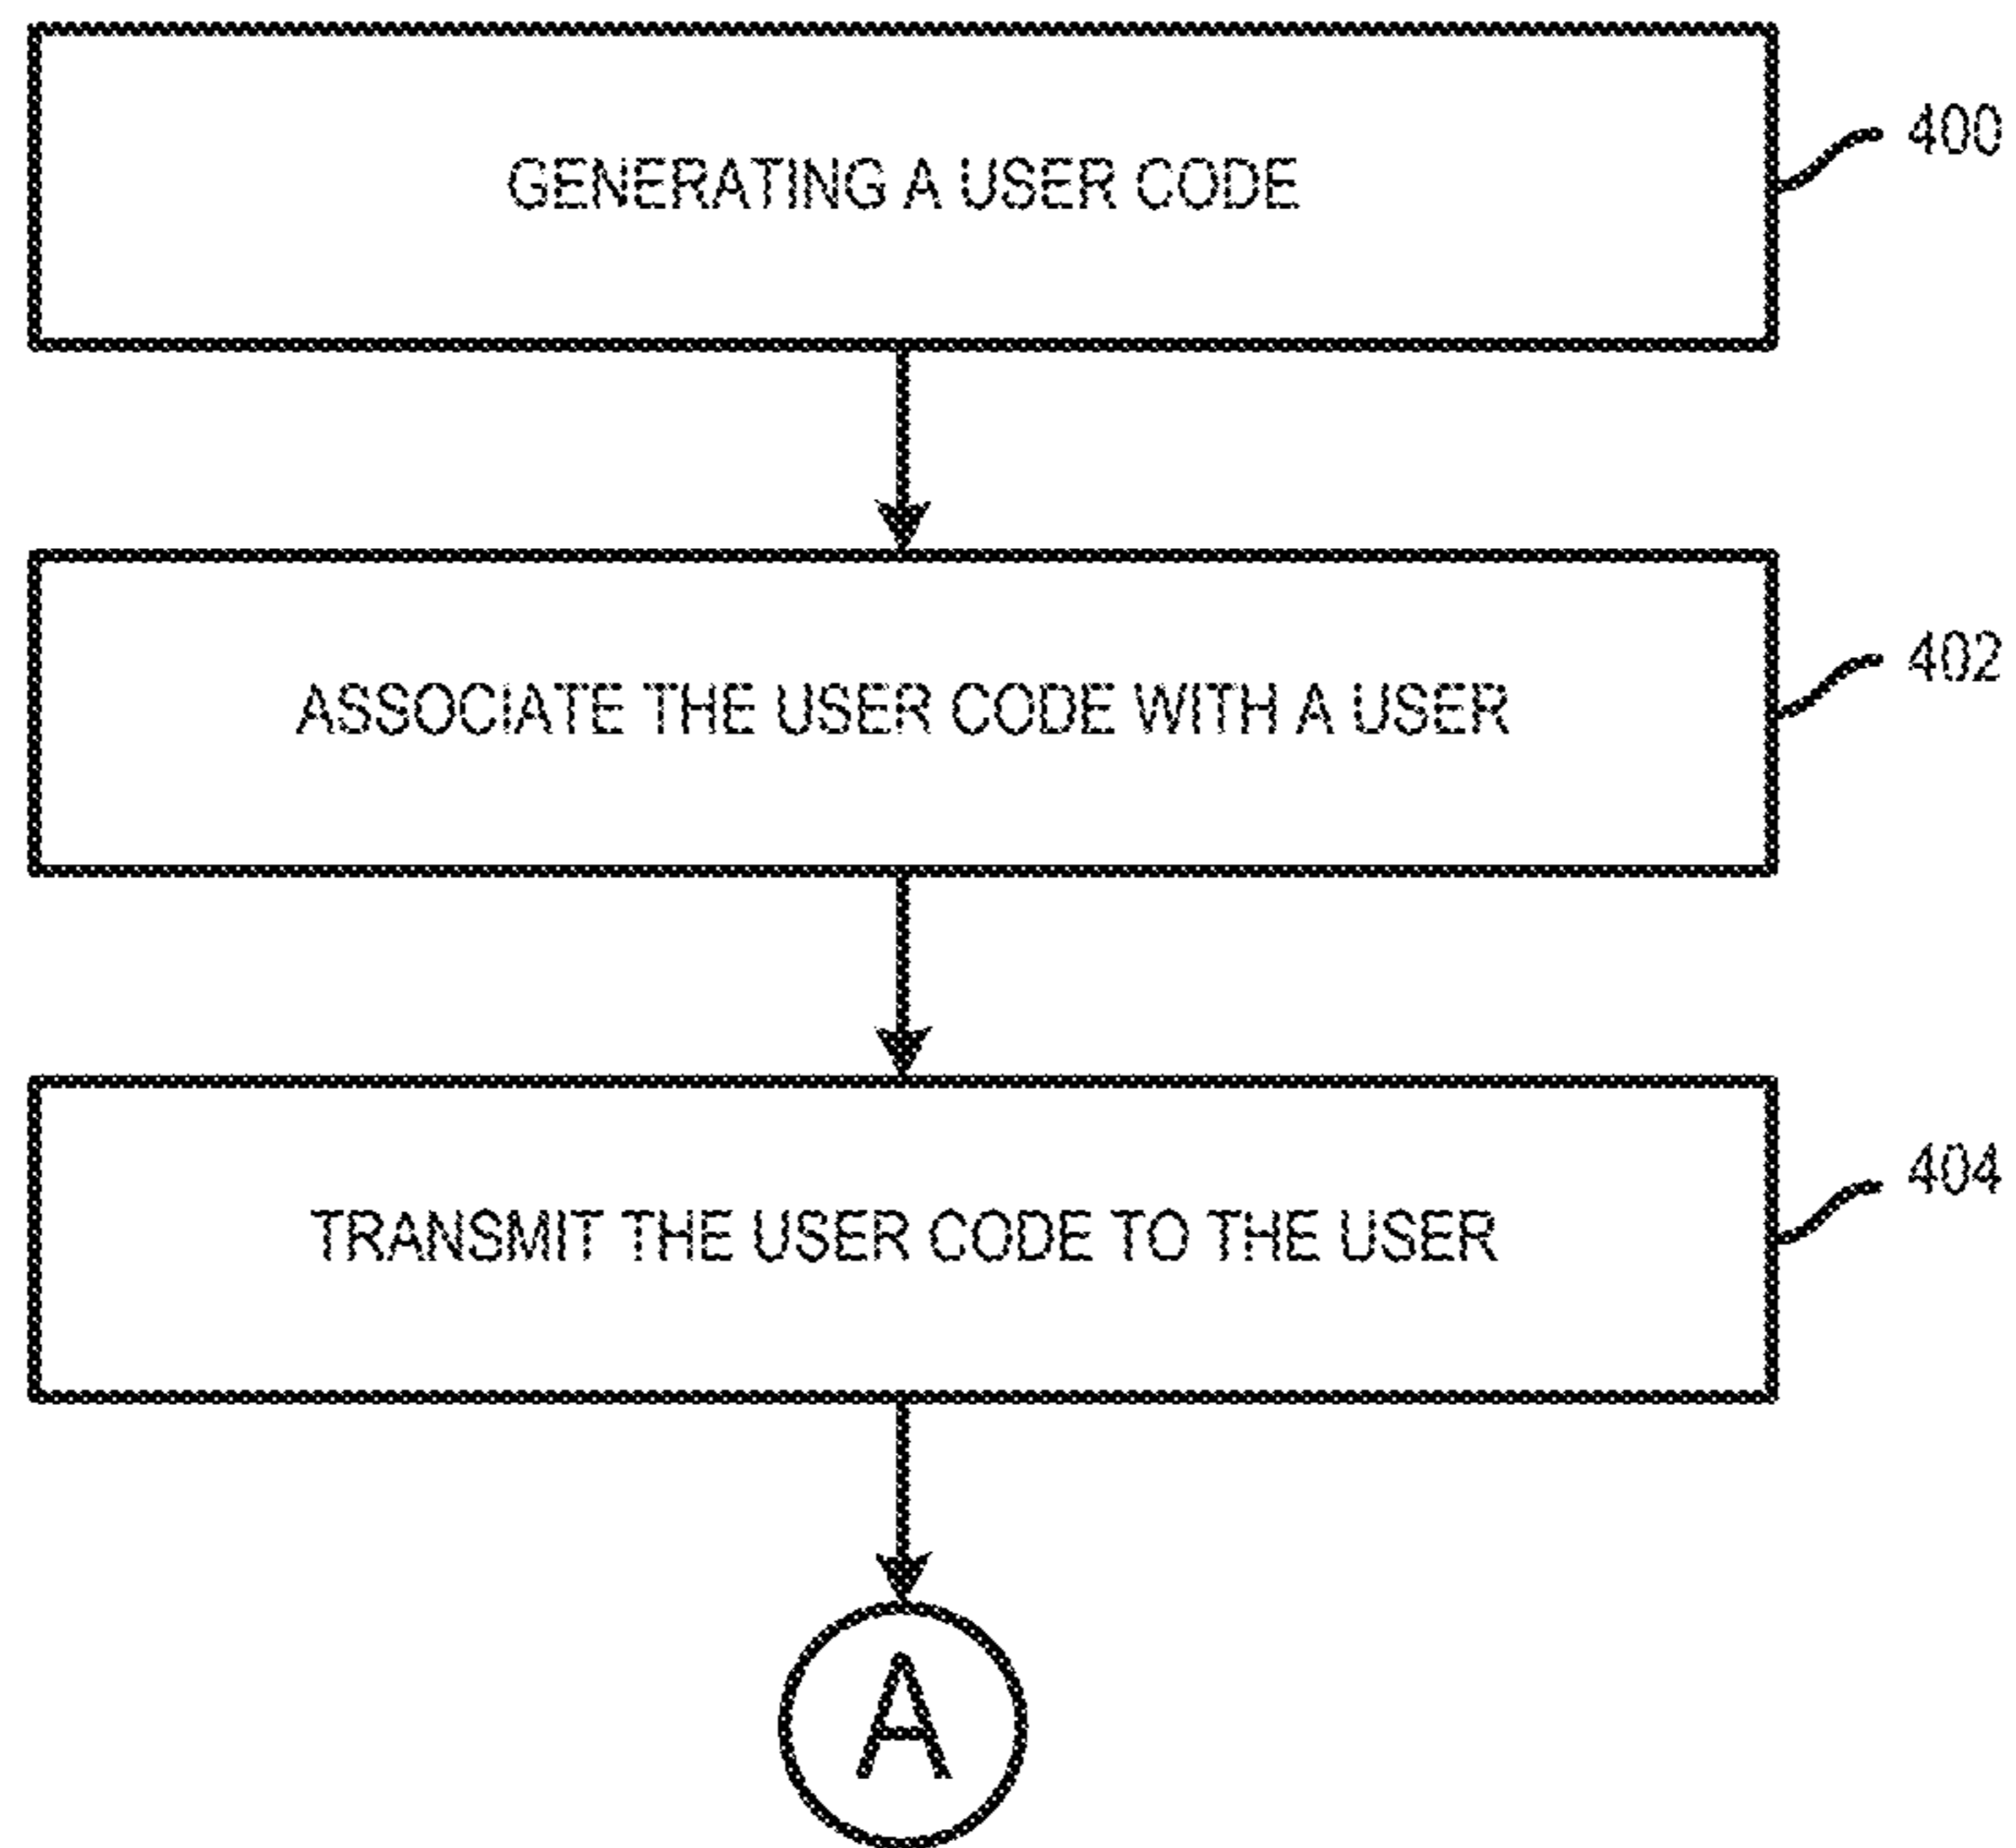 GENERATING A USER CODE
400
ASSOCIATE THE USER CODE WITH A USER
402
TRANSMIT THE USER CODE TO THE USER
404
A